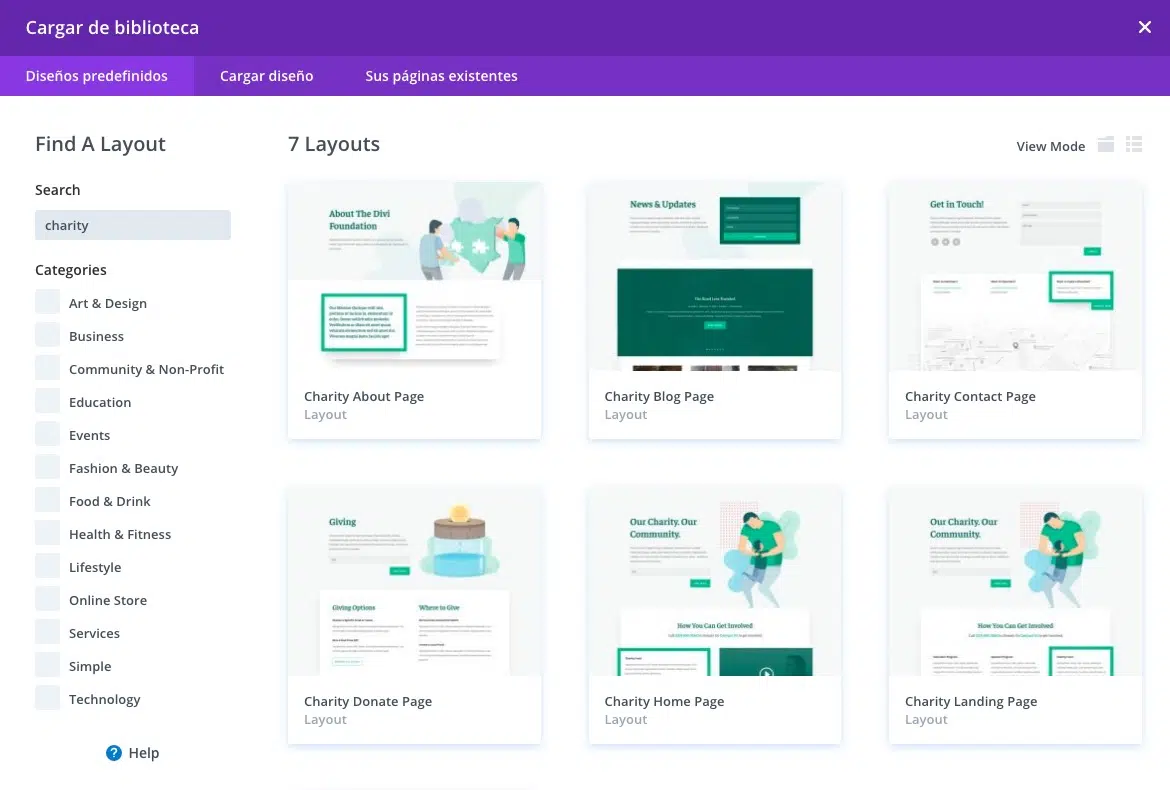 Cargar de biblioteca
Diseños predefinidos
Cargar diseño
Sus páginas existentes
Find A Layout
Search
charity
Categories
Art & Design
Business
Community & Non-Profit
Education
Events
Fashion & Beauty
Food & Drink
Health & Fitness
Lifestyle
Online Store
Services
Simple
Technology
? Help
7 Layouts
View Mode
About The Divi
Foundation
Charity About Page
Layout
News & Updates
Charity Blog Page
Layout
Get in Touch!
Charity Contact Page
Layout
Giving
Giving Options
Where to Give
Charity Donate Page
Layout
Our Charity. Our
Community.
How You Can Get Involved
Charity Home Page
Layout
Our Charity. Our
Community.
How You Can Get Involved
Charity Landing Page
Layout